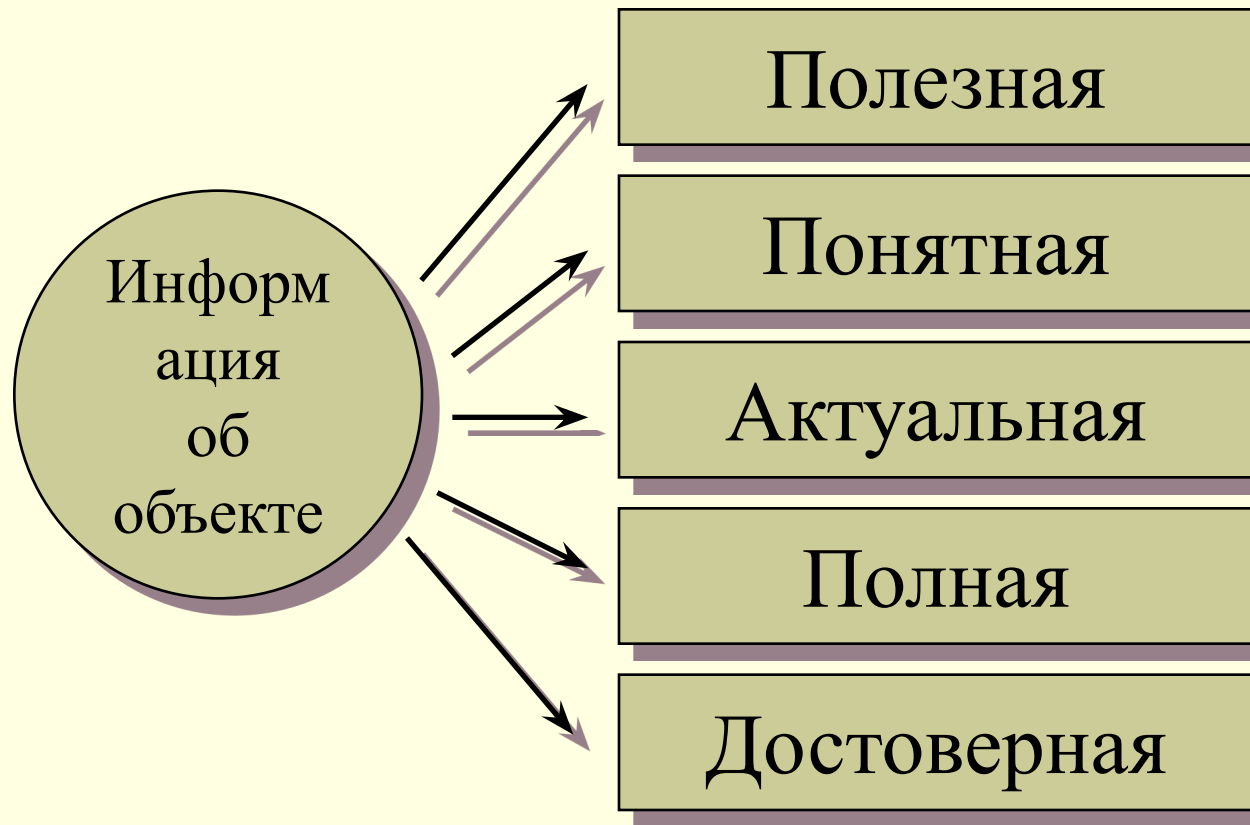 Информ
ация
об
объекте
Полезная
Понятная
Актуальная
Полная
Достоверная